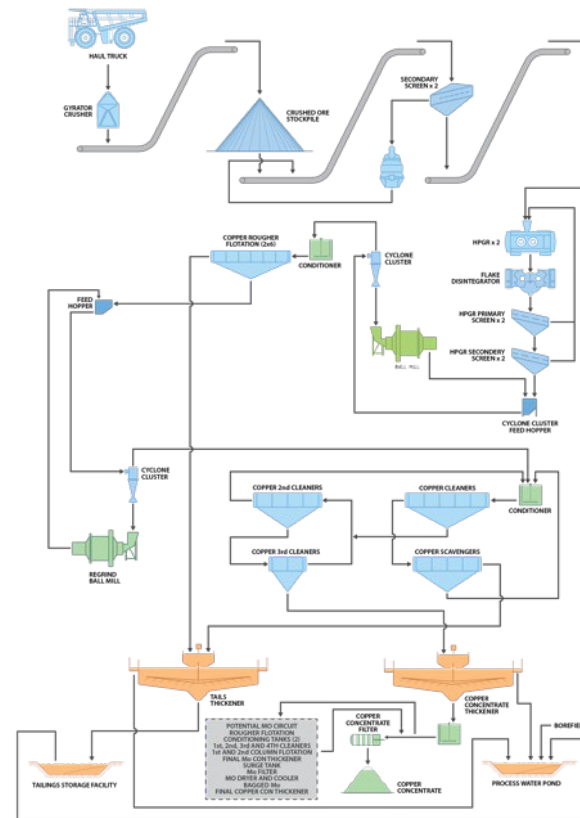 HAUL TRUCK
GYRATOR
CRUSHER
CRUSHED ORE
STOCKFILE
SECONDARY
SCREEN x 2
COPPER ROUGHER
FLOTATION (2x6)
CONDITIONER
CYCLONE
CLUSTER
HPGR x 2
FLAKE
DISINTEGRATOR
FEED
HOPPER
HPGR PRIMARY
SCREEN x 2
HPGR SECONDERY
SCREEN x 2
BALL MILL
CYCLONE CLUSTER
FEED HOPPER
CYCLONE
CLUSTER
COPPER 2nd CLEANERS
COPPER CLEANERS
CONDITIONER
REGRIND
BALL MILL
COPPER 3rd CLEANERS
COPPER SCAVENGERS
TAILS
THICKENER
COPPER
CONCENTRATE
THICKENER
POTENTIAL MO CIRCUIT
ROUGHER FLOTATION
CONDITIONING TANKS (2)
1st, 2nd, 3rd AND 4TH CLEANERS
1st AND 2nd COLUMN FLOTATION
FINAL Mo CON THICKENER
SURGE TANK
Mo FILTER
MO DRYER AND COOLER
BAGGED Mo
FINAL COPPER CON THICKENER
COPPER
CONCENTRATE
FILTER
BOREFIE
TAILINGS STORAGE FACILITY
COPPER
CONCENTRATE
PROCESS WATER POND